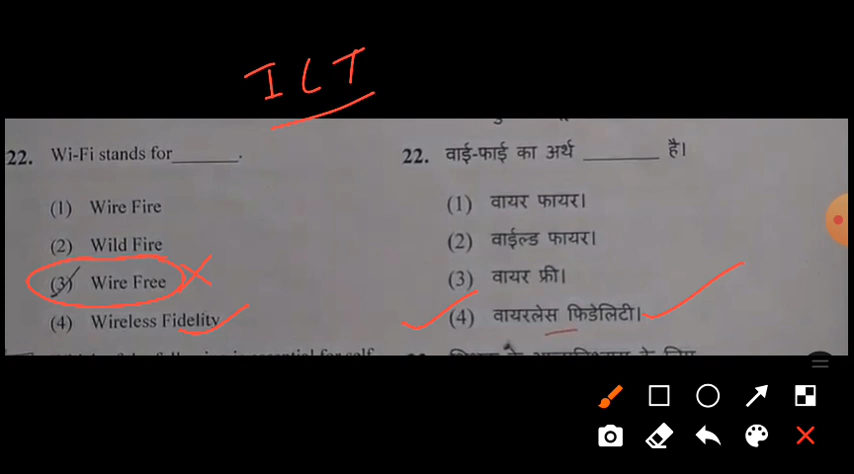 ICT
22. Wi-Fi stands for_______.
(1) Wire Fire
(2) Wild Fire
(3) Wire Free
(4) Wireless Fidelity
22. वाई-फाई का अर्थ _______ है।
(1) वायर फायर।
(2) वाईल्ड फायर।
(3) वायर फ्री।
(4) वायरलेस फिडेलिटी।